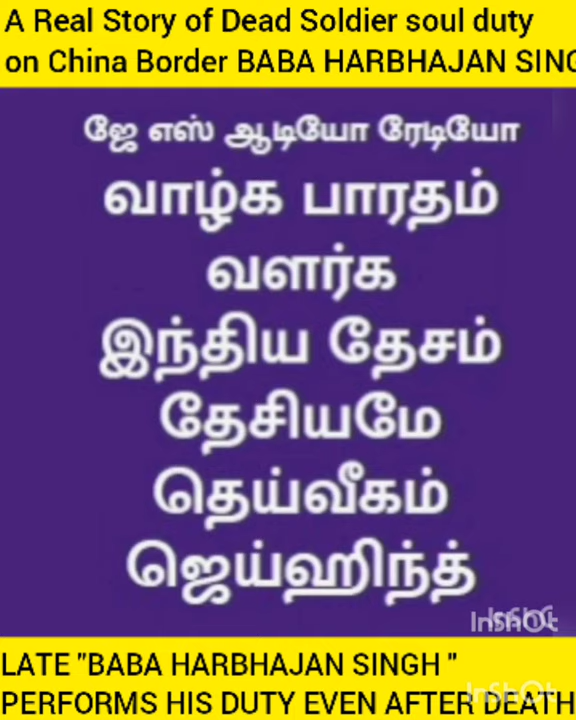 A Real Story of Dead Soldier soul duty
on China Border BABA HARBHAJAN SING
ஜே எஸ் ஆடியோ ரேடியோ
வாழ்க பாரதம்
வளர்க
இந்திய தேசம்
தேசியமே
தெய்வீகம்
ஜெய்ஹிந்த்
InShOt
LATE "BABA HARBHAJAN SINGH "
PERFORMS HIS DUTY EVEN AFTER DEATH
InShOt